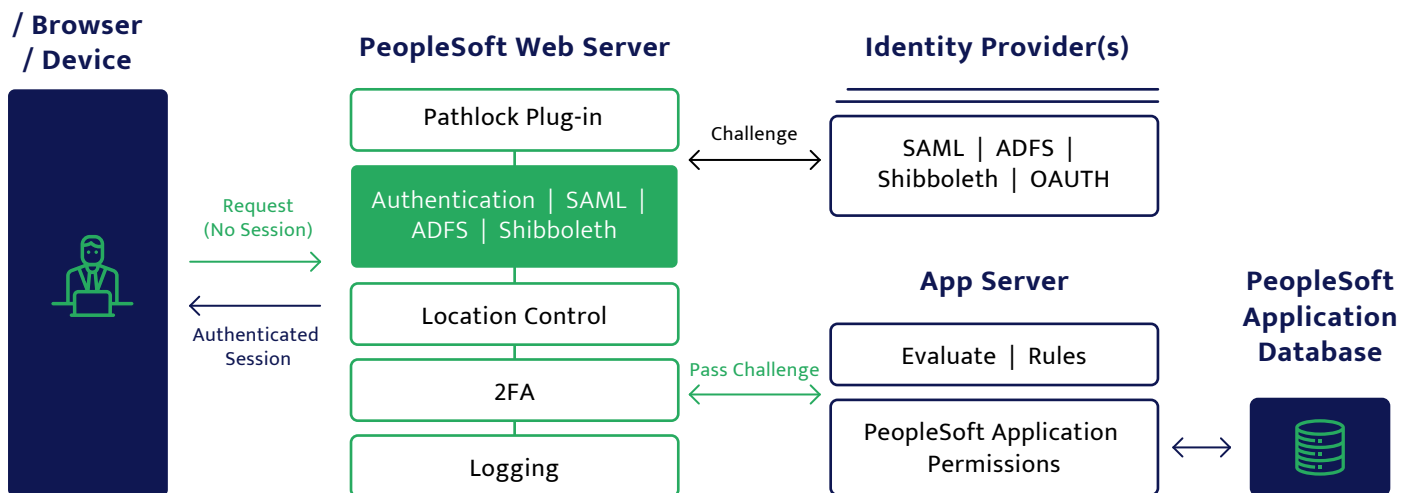 / Browser
/ Device
PeopleSoft Web Server
Identity Provider(s)
Pathlock Plug-in
Challenge
SAML | ADFS |
Shibboleth | OAUTH
Authentication | SAML |
ADFS | Shibboleth
Request
(No Session)
Authenticated
Session
Location Control
2FA
Logging
Pass Challenge
App Server
Evaluate | Rules
PeopleSoft Application
Permissions
PeopleSoft
Application
Database